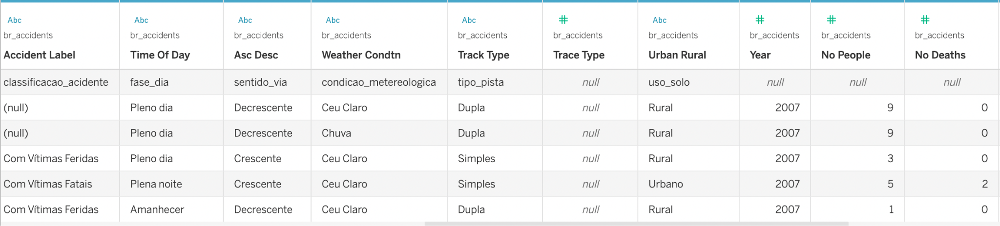 Abc Abc Abc Abc Abc # Abc # # #
br_accidents br_accidents br_accidents br_accidents br_accidents br_accidents br_accidents br_accidents br_accidents br_accidents
Accident Label Time Of Day Asc Desc Weather Condtn Track Type Trace Type Urban Rural Year No People No Deaths
classificacao_acidente fase_dia sentido_via condicao_metereologica tipo_pista null uso_solo null null null
(null) Pleno dia Decrescente Ceu Claro Dupla null Rural 2007 9 0
(null) Pleno dia Decrescente Chuva Dupla null Rural 2007 9 0
Com Vítimas Feridas Pleno dia Crescente Ceu Claro Simples null Rural 2007 3 0
Com Vítimas Fatais Plena noite Crescente Ceu Claro Simples null Urbano 2007 5 2
Com Vítimas Feridas Amanhecer Decrescente Ceu Claro Dupla null Rural 2007 1 0